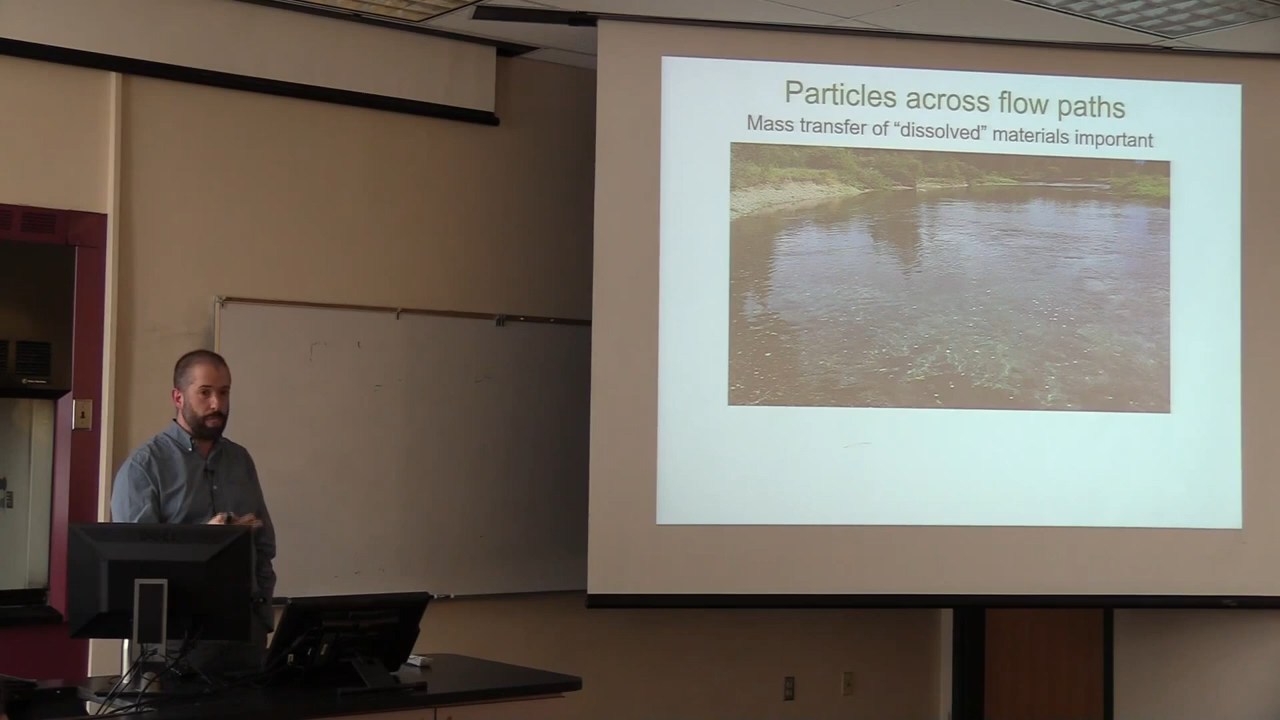 Particles across flow paths
Mass transfer of “dissolved” materials important